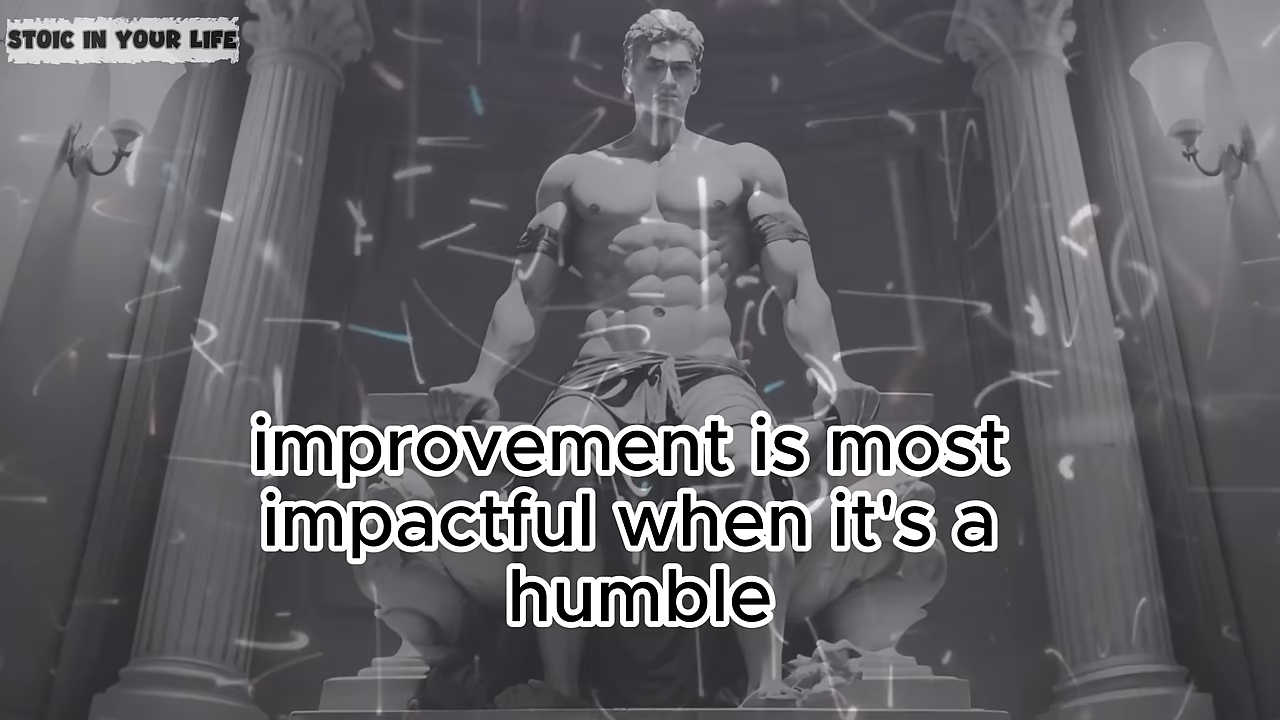 STOIC IN YOUR LIFE
improvement is most
impactful when it's a
humble